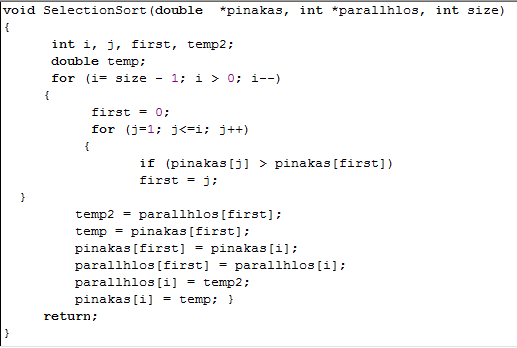 void SelectionSort(double  *pinakas, int *parallhlos, int size)
{
int i, j, first, temp2;
double temp;
for (i= size - 1; i > 0; i--)
{
first = 0;
for (j=1; j<=i; j++)
{
if (pinakas[j] > pinakas[first])
first = j;
}
temp2 = parallhlos[first];
temp = pinakas[first];
pinakas[first] = pinakas[i];
parallhlos[first] = parallhlos[i];
parallhlos[i] = temp2;
pinakas[i] = temp; }
return;
}